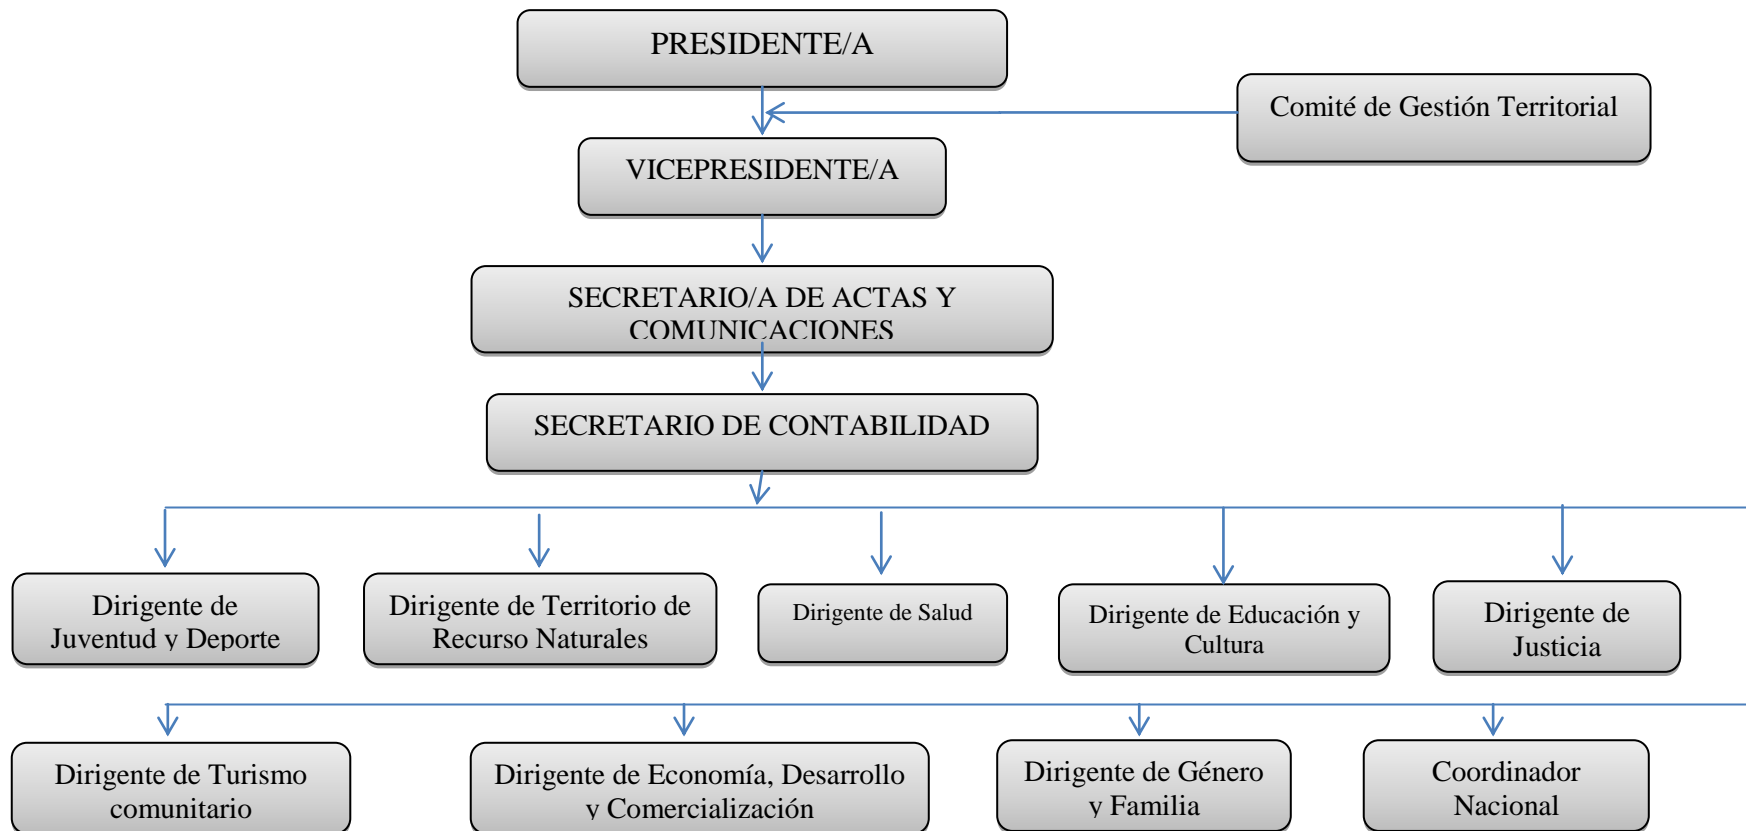 PRESIDENTE/A
Comité de Gestión Territorial
VICEPRESIDENTE/A
SECRETARIO/A DE ACTAS Y
COMUNICACIONES
SECRETARIO DE CONTABILIDAD
Dirigente de
Juventud y Deporte
Dirigente de Territorio de
Recurso Naturales
Dirigente de Salud
Dirigente de Educación y
Cultura
Dirigente de
Justicia
Dirigente de Turismo
comunitario
Dirigente de Economía, Desarrollo
y Comercialización
Dirigente de Género
y Familia
Coordinador
Nacional